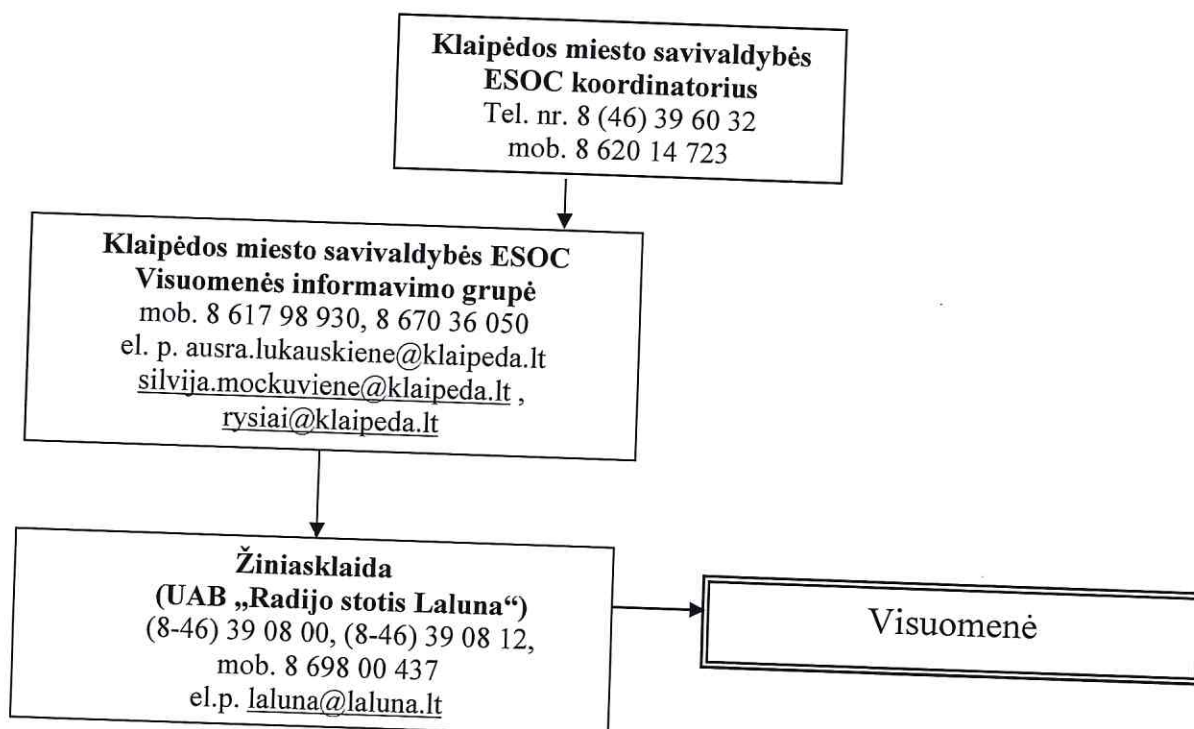 Klaipėdos miesto savivaldybės
ESOC koordinatorius
Tel. nr. 8 (46) 39 60 32
mob. 8 620 14 723
Klaipėdos miesto savivaldybės ESOC
Visuomenės informavimo grupė
mob. 8 617 98 930, 8 670 36 050
el. p. ausra.lukauskiene@klaipeda.lt
silvija.mockuviene@klaipeda.lt ,
rysiai@klaipeda.lt
Žiniasklaida
(UAB „Radijo stotis Laluna“)
(8-46) 39 08 00, (8-46) 39 08 12,
mob. 8 698 00 437
el.p. laluna@laluna.lt
Visuomenė